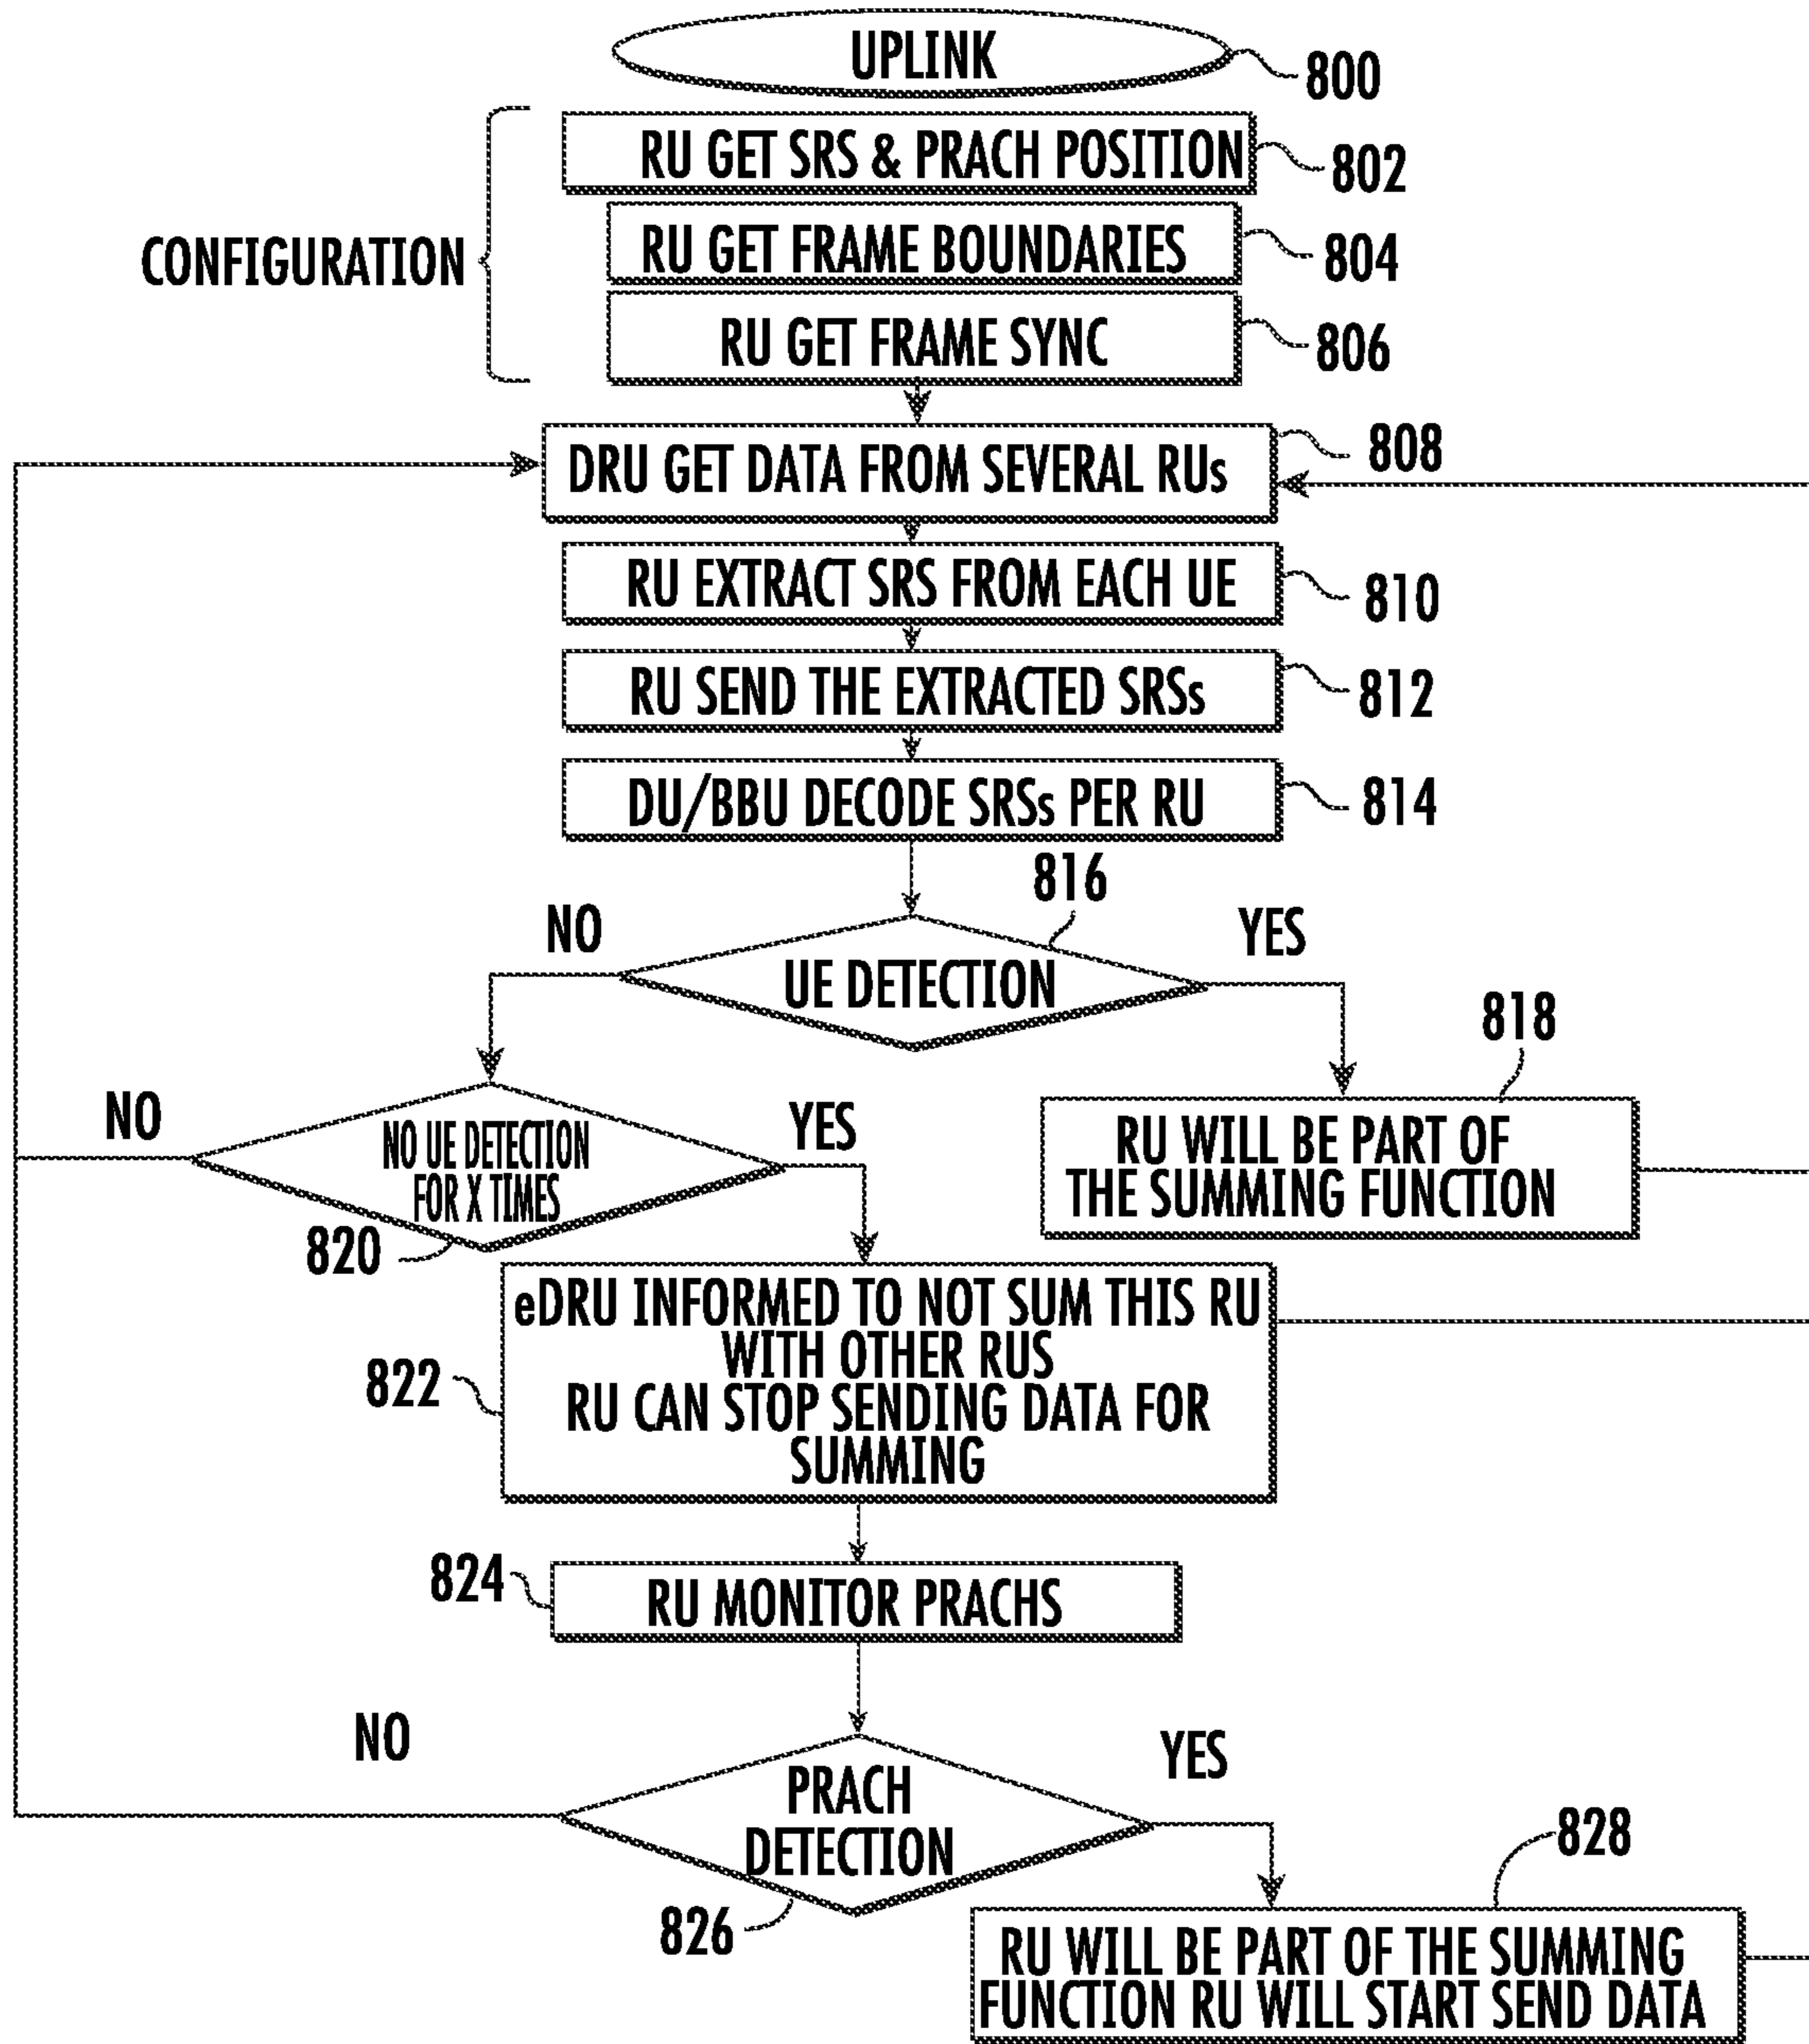 UPLINK
800
RU GET SRS & PRACH POSITION
802
CONFIGURATION
RU GET FRAME BOUNDARIES
804
RU GET FRAME SYNC
806
DRU GET DATA FROM SEVERAL RUs
808
RU EXTRACT SRS FROM EACH UE
810
RU SEND THE EXTRACTED SRSs
812
DU/BBU DECODE SRSs PER RU
814
816
NO
YES
UE DETECTION
818
NO
YES
NO UE DETECTION
FOR X TIMES
820
RU WILL BE PART OF
THE SUMMING FUNCTION
eDRU INFORMED TO NOT SUM THIS RU
WITH OTHER RUS
RU CAN STOP SENDING DATA FOR
SUMMING
822
824
RU MONITOR PRACHS
NO
YES
PRACH
DETECTION
826
828
RU WILL BE PART OF THE SUMMING
FUNCTION RU WILL START SEND DATA